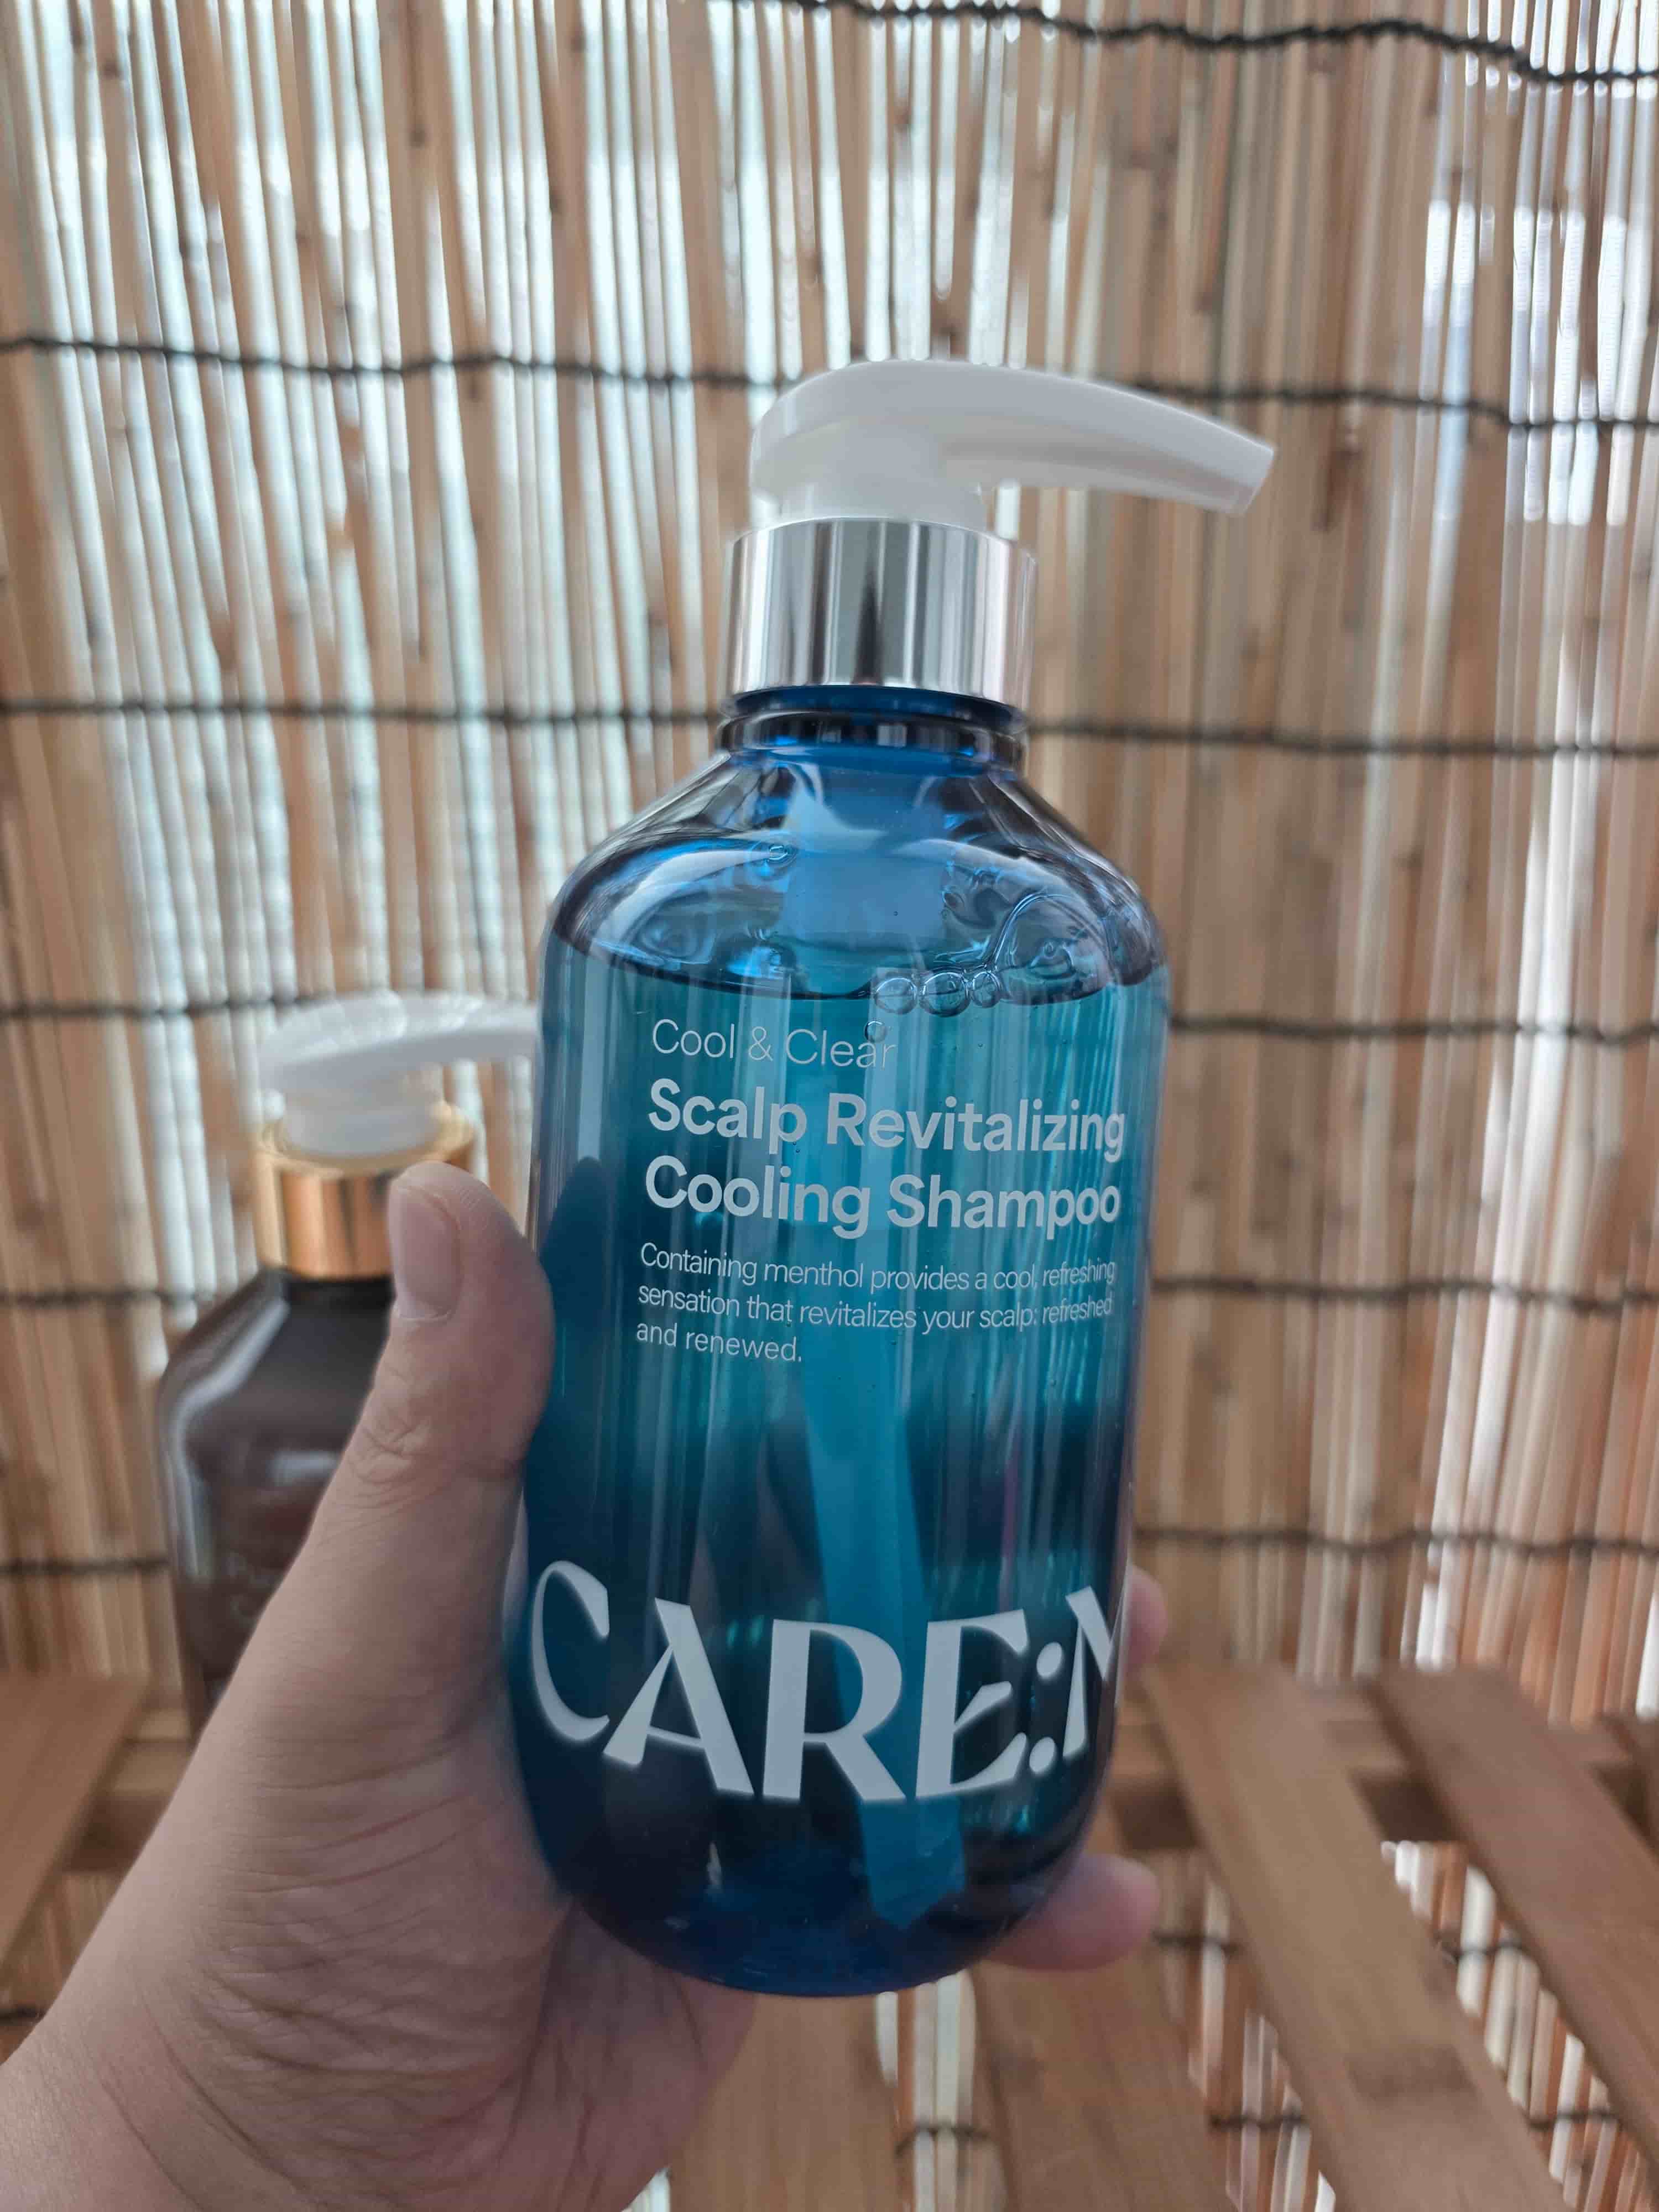 Cool & Clear
Scalp Revitalizing
Cooling Shampoo
Containing menthol provides a cool, refreshing
sensation that revitalizes your scalp: refreshed
and renewed.
CARE: